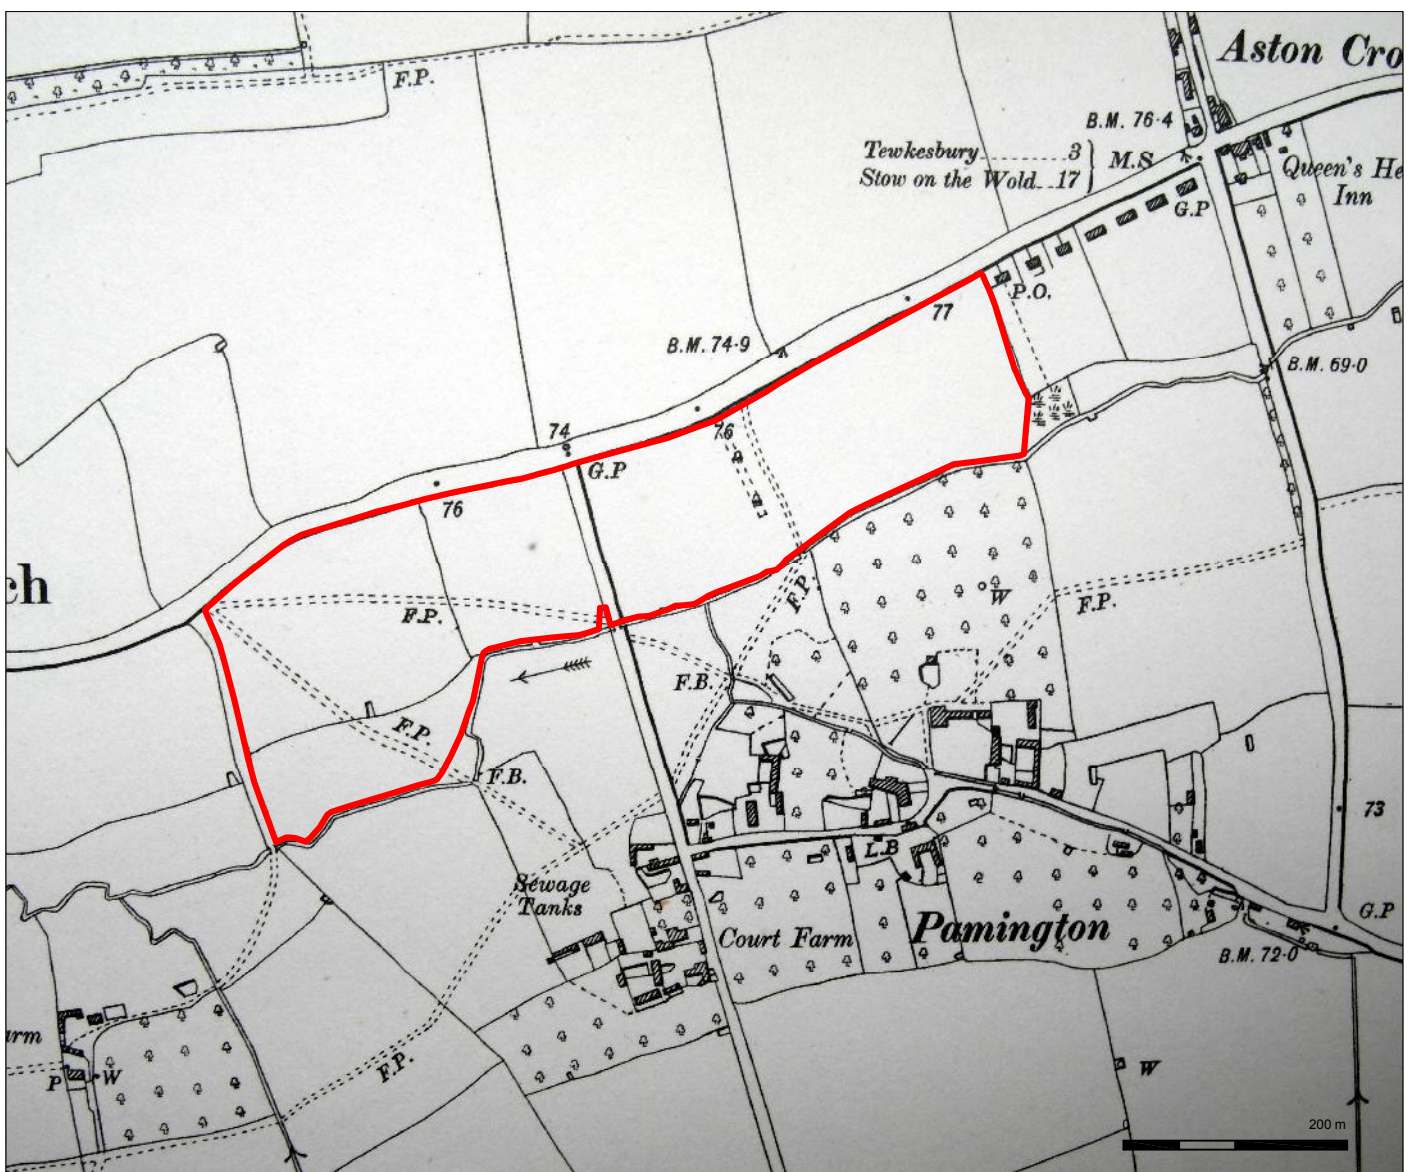 Aston Cro
F.P.
B.M. 76·4
Tewkesbury 3
Stow on the Wold 17
M.S
Queen's He
Inn
G.P
P.O.
77
B.M. 74·9
B.M. 69·0
74
76
G.P
76
ch
F.P.
F.P.
W
F.P.
F.B.
F.P.
F.B.
73
L.B
Sewage
Tanks
Court Farm
Pamington
G.P
B.M. 72·0
arm
F.P.
P
W
W
200 m